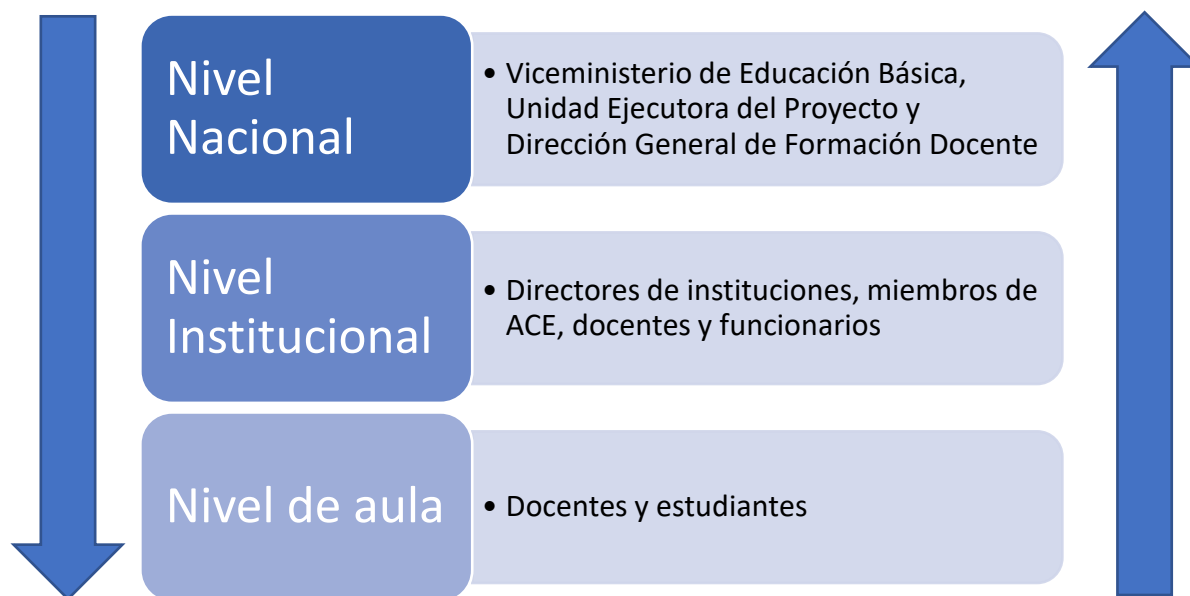 Nivel
Nacional
• Viceministerio de Educación Básica,
Unidad Ejecutora del Proyecto y
Dirección General de Formación Docente
Nivel
Institucional
• Directores de instituciones, miembros de
ACE, docentes y funcionarios
Nivel de aula
• Docentes y estudiantes